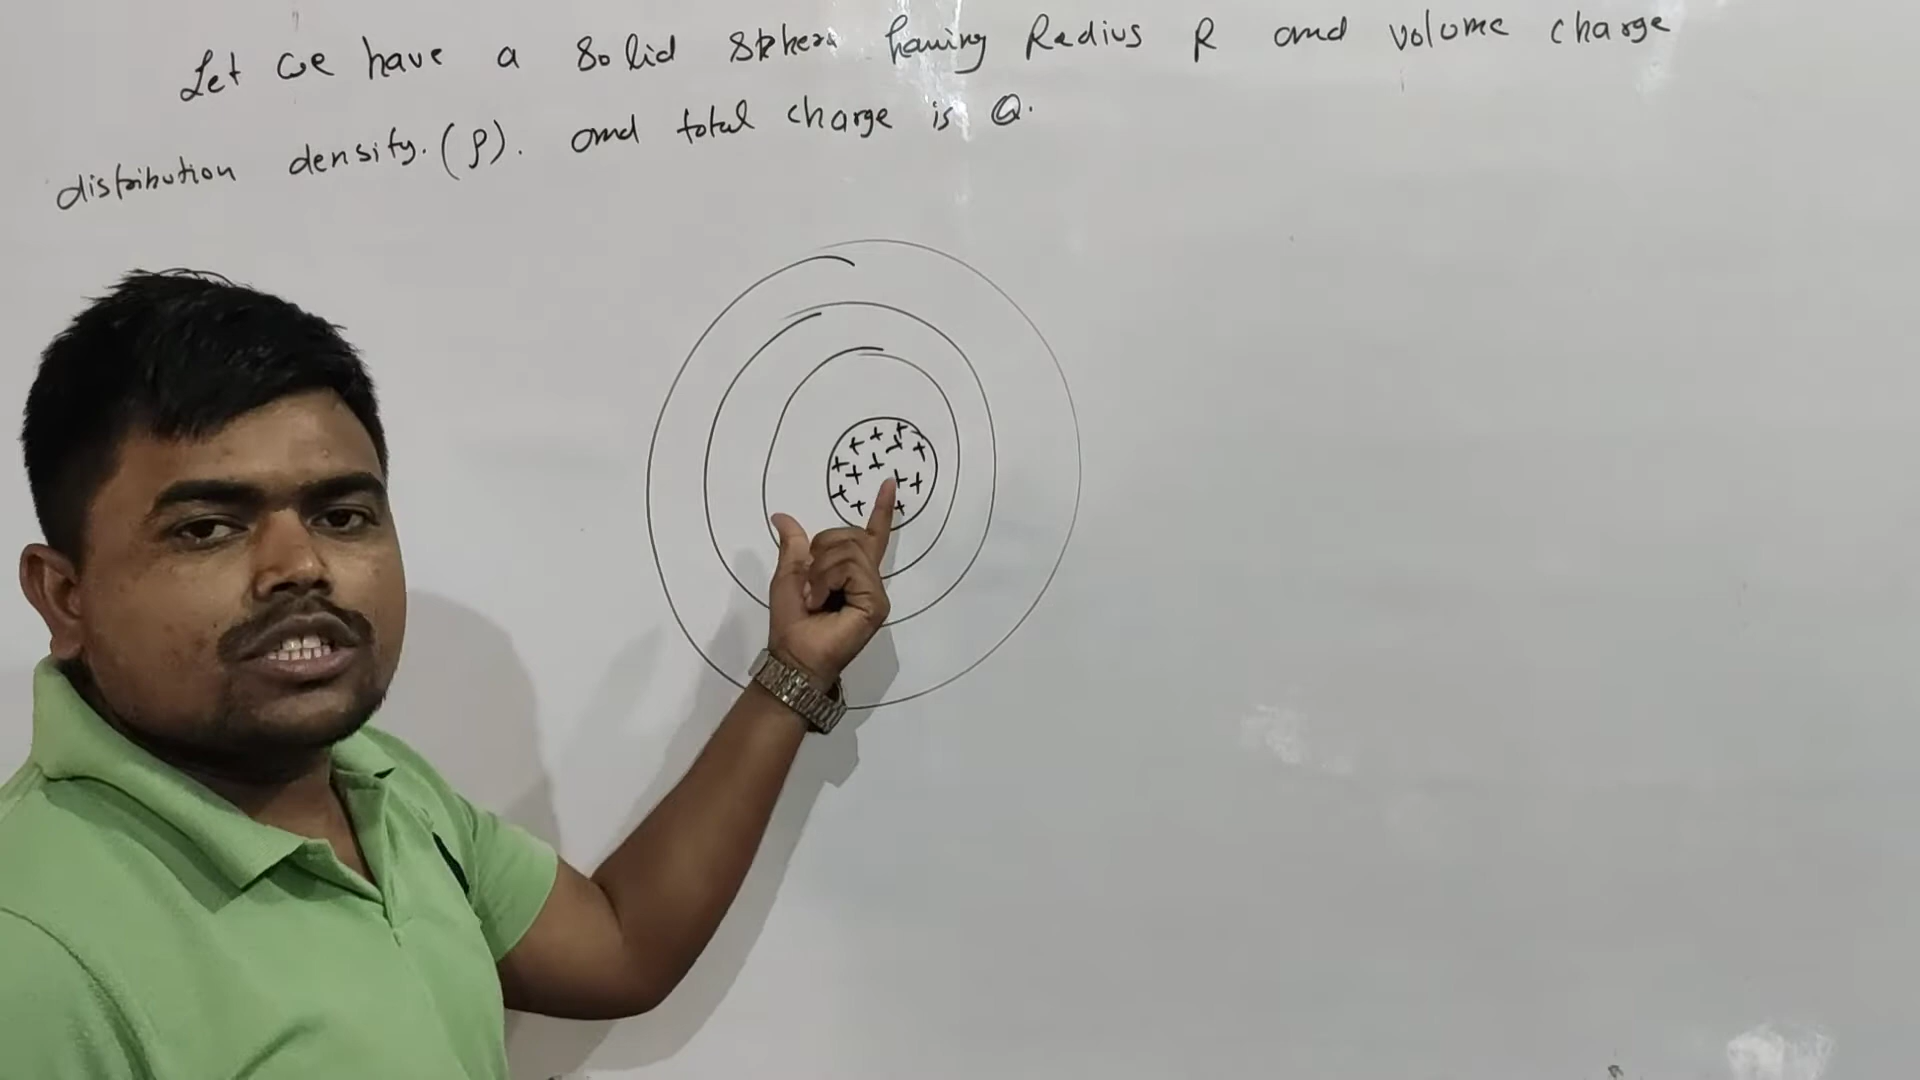 Let we have a Solid Sphere having Radius R and volume charge
distribution density. (ρ). and total charge is Q.
+ + + + + + + + + + + + + + +